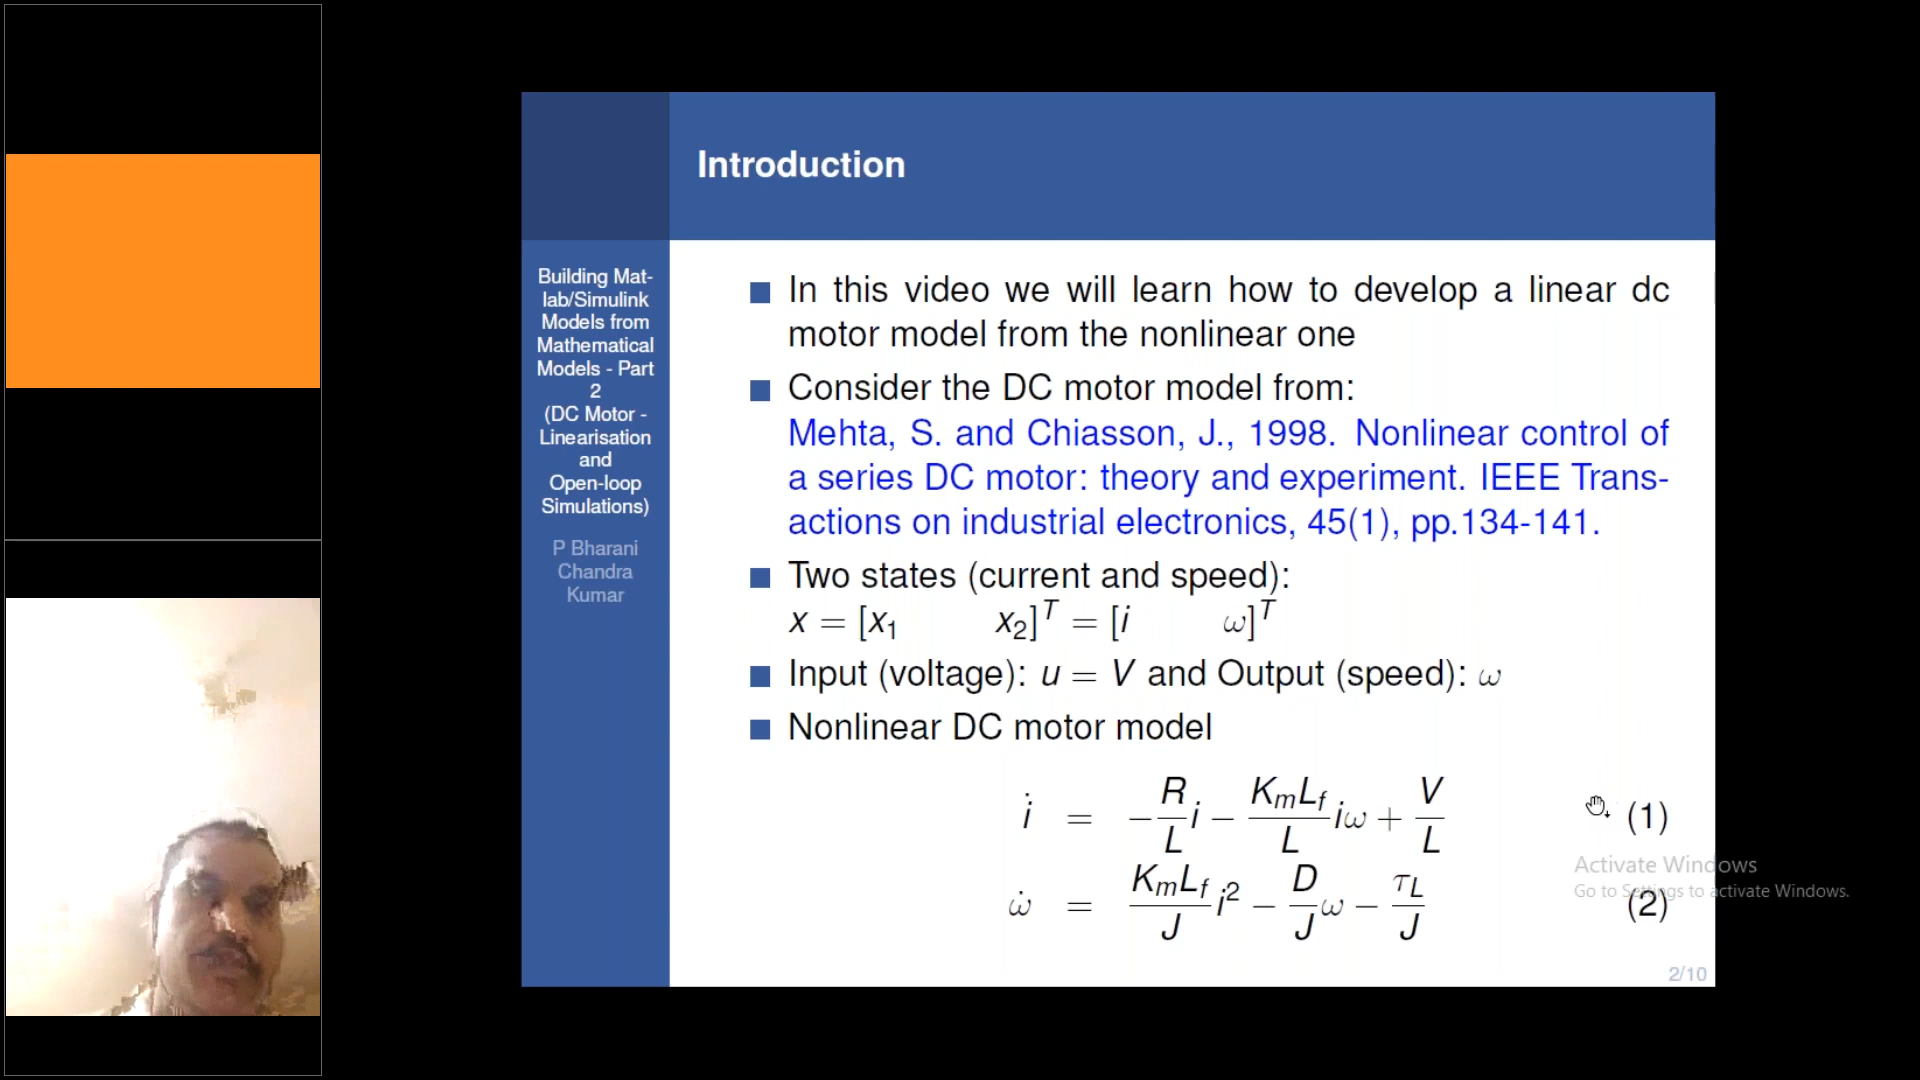 Introduction
Building Mat-
lab/Simulink
Models from
Mathematical
Models - Part
2
(DC Motor -
Linearisation
and
Open-loop
Simulations)
P Bharani
Chandra
Kumar
In this video we will learn how to develop a linear dc
motor model from the nonlinear one
Consider the DC motor model from:
Mehta, S. and Chiasson, J., 1998. Nonlinear control of
a series DC motor: theory and experiment. IEEE Trans-
actions on industrial electronics, 45(1), pp.134-141.
Two states (current and speed):
x = [x₁ x₂]ᵀ = [i ω]ᵀ
Input (voltage): u = V and Output (speed): ω
Nonlinear DC motor model
i̇ = −(R/L)i − (KₘL_f/L)iω + V/L (1)
ω̇ = (KₘL_f/J)i² − (D/J)ω − τ_L/J (2)
Activate Windows
Go to Settings to activate Windows.
2/10